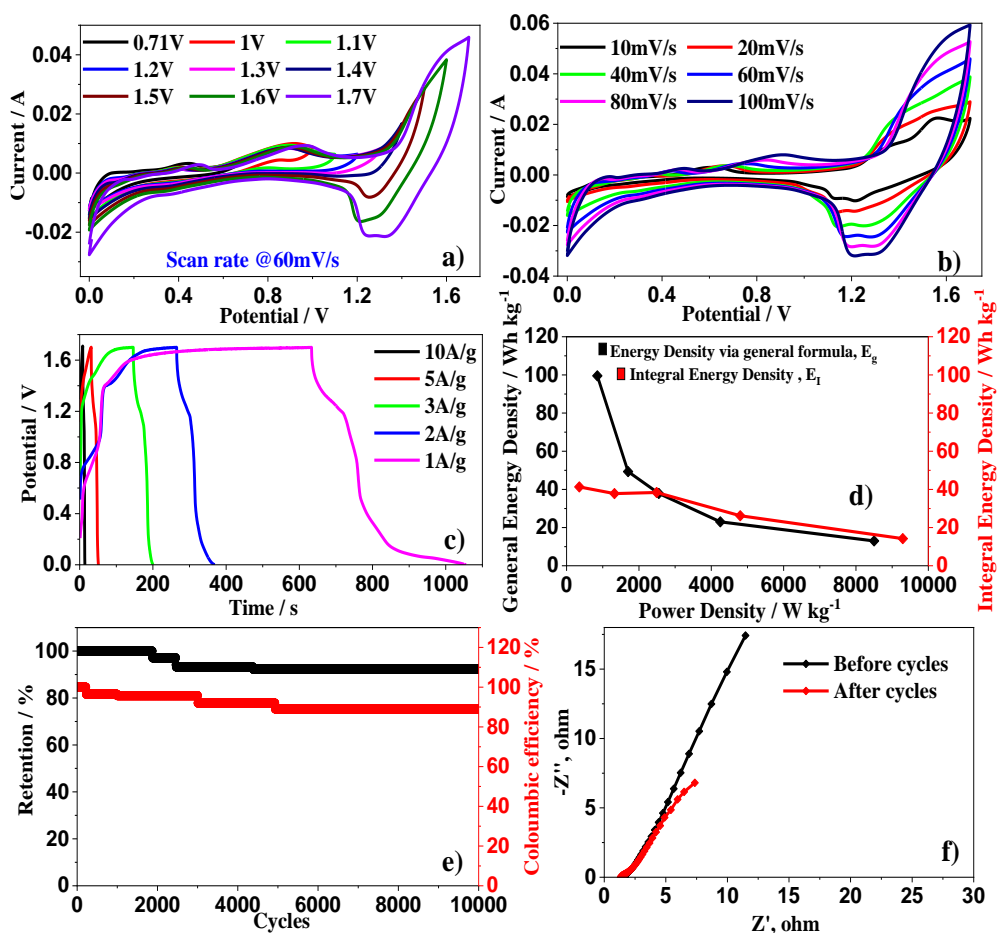 0.71V 1V 1.1V
1.2V 1.3V 1.4V
1.5V 1.6V 1.7V
0.04
0.02
0.00
-0.02
Current / A
Scan rate @60mV/s
a)
0.0 0.4 0.8 1.2 1.6
Potential / V
10mV/s 20mV/s
40mV/s 60mV/s
80mV/s 100mV/s
0.06
0.04
0.02
0.00
-0.02
-0.04
Current / A
b)
0.0 0.4 0.8 1.2 1.6
Potential / V
10A/g
5A/g
3A/g
2A/g
1A/g
1.6
1.2
0.8
0.4
0.0
Potential / V
c)
0 200 400 600 800 1000
Time / s
General Energy Density / Wh kg-1
120
100
80
60
40
20
0
Energy Density via general formula, Eg
Integral Energy Density , EI
d)
120
100
80
60
40
20
0
Integral Energy Density / Wh kg-1
0 2000 4000 6000 8000 10000
Power Density / W kg-1
Retention / %
100
80
60
40
20
0
e)
120
100
80
60
40
20
0
Coloumbic efficiency / %
0 2000 4000 6000 8000 10000
Cycles
-Z'', ohm
15
10
5
0
Before cycles
After cycles
f)
0 5 10 15 20 25 30
Z', ohm